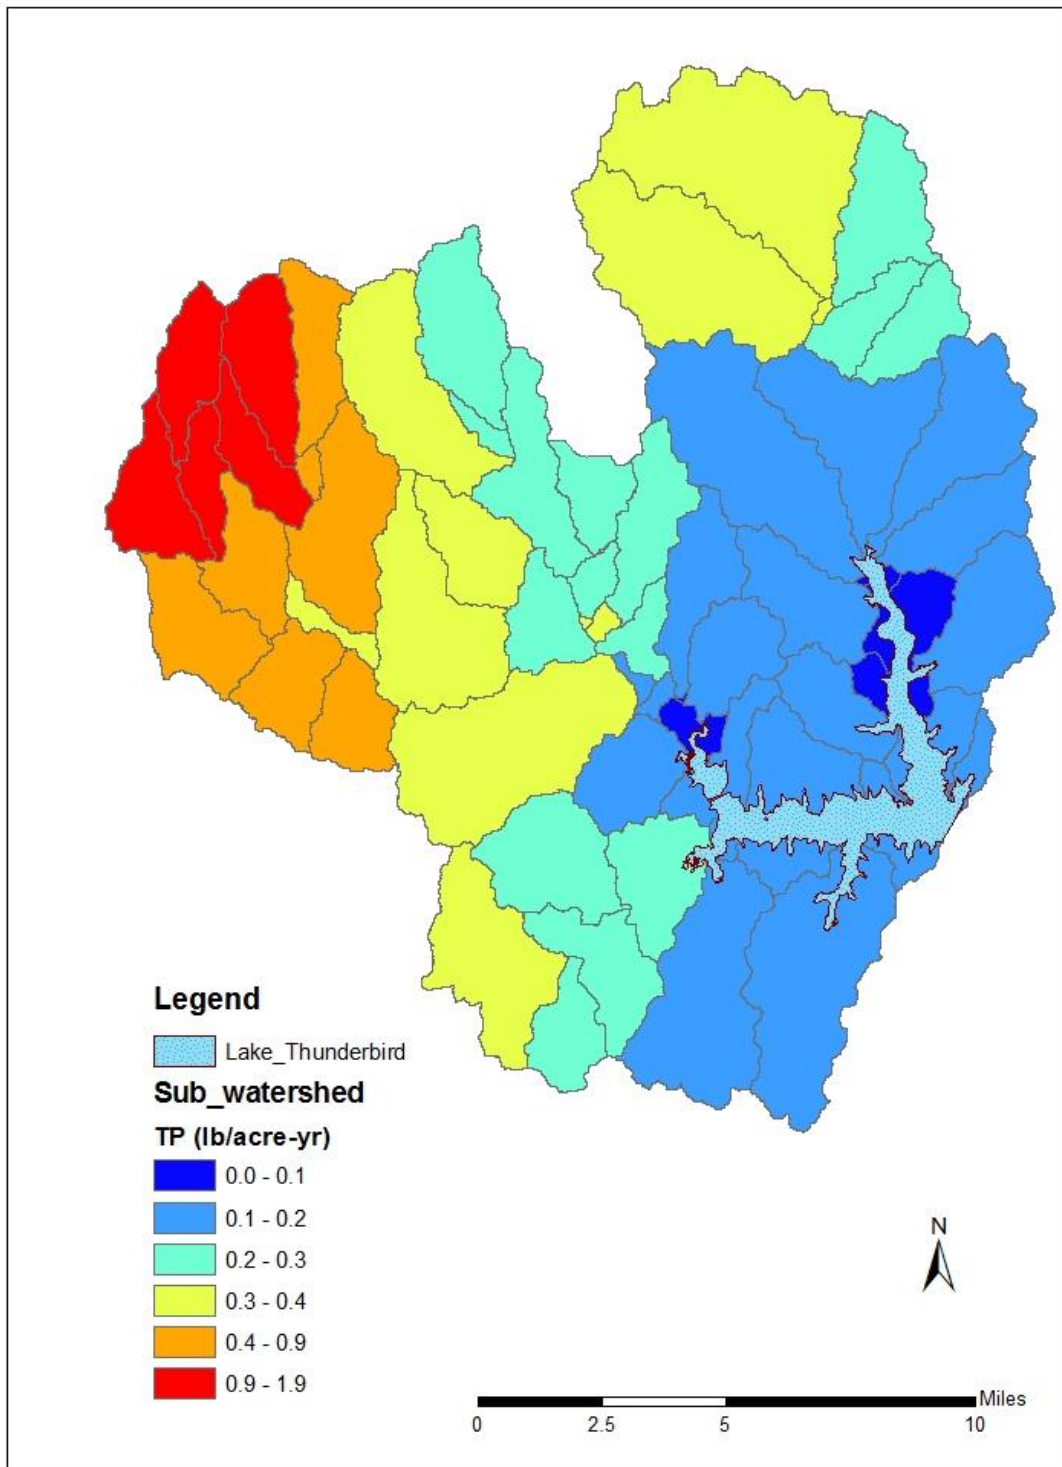 Legend
Lake_Thunderbird
Sub_watershed
TP (lb/acre-yr)
0.0 - 0.1
0.1 - 0.2
0.2 - 0.3
0.3 - 0.4
0.4 - 0.9
0.9 - 1.9
N
Miles
0 2.5 5 10